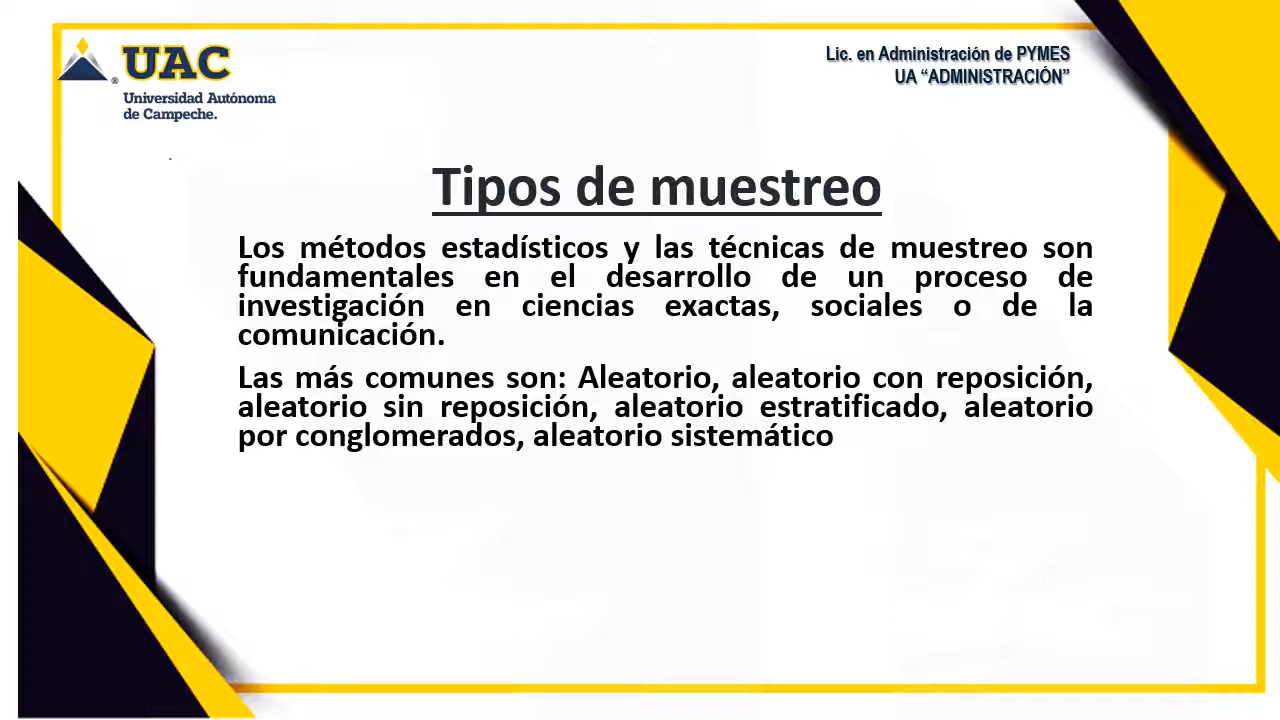 UAC
®
Universidad Autónoma
de Campeche.
Lic. en Administración de PYMES
UA “ADMINISTRACIÓN”
Tipos de muestreo
Los métodos estadísticos y las técnicas de muestreo son
fundamentales en el desarrollo de un proceso de
investigación en ciencias exactas, sociales o de la
comunicación.
Las más comunes son: Aleatorio, aleatorio con reposición,
aleatorio sin reposición, aleatorio estratificado, aleatorio
por conglomerados, aleatorio sistemático